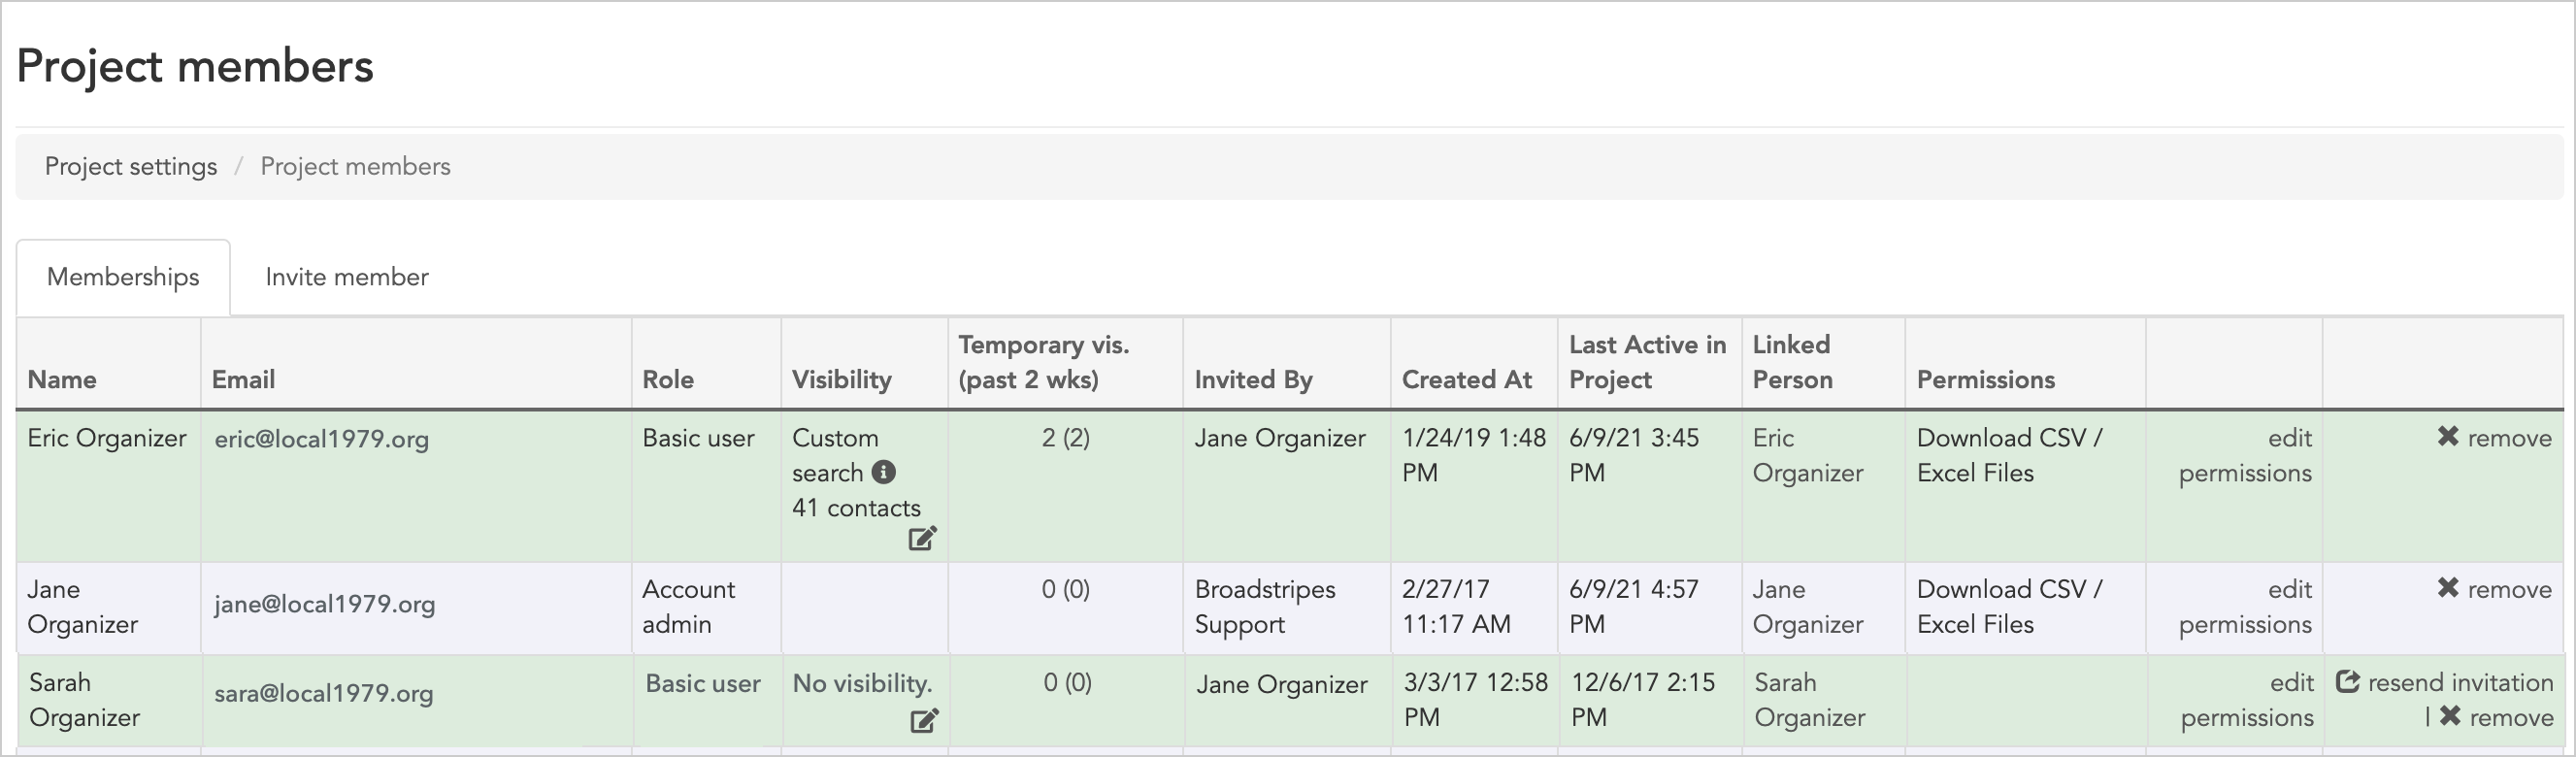 Project members
Project settings / Project members
Memberships
Invite member
Name
Email
Role
Visibility
Temporary vis.
(past 2 wks)
Invited By
Created At
Last Active in
Project
Linked
Person
Permissions
Eric Organizer
eric@local1979.org
Basic user
Custom
search
41 contacts
2 (2)
Jane Organizer
1/24/19 1:48
PM
6/9/21 3:45
PM
Eric
Organizer
Download CSV /
Excel Files
edit
permissions
remove
Jane
Organizer
jane@local1979.org
Account
admin
0 (0)
Broadstripes
Support
2/27/17
11:17 AM
6/9/21 4:57
PM
Jane
Organizer
Download CSV /
Excel Files
edit
permissions
remove
Sarah
Organizer
sara@local1979.org
Basic user
No visibility.
0 (0)
Jane Organizer
3/3/17 12:58
PM
12/6/17 2:15
PM
Sarah
Organizer
edit
permissions
resend invitation
| remove